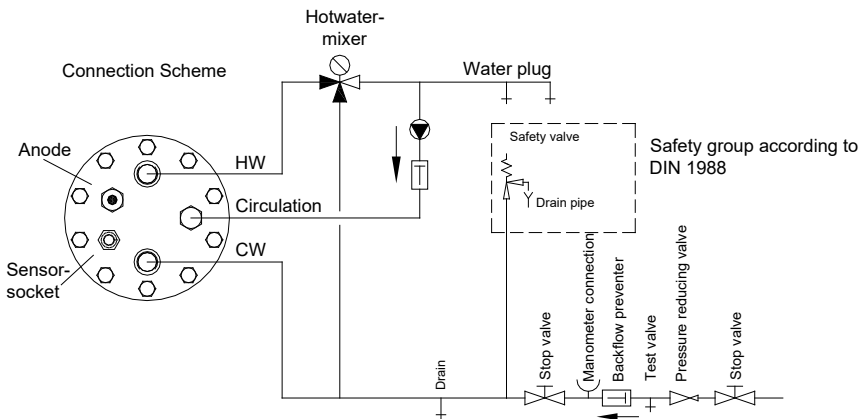 Hotwater-
mixer
Connection Scheme
Water plug
Safety valve
Safety group according to
DIN 1988
Anode
HW
Drain pipe
Circulation
CW
Sensor-
socket
Drain
Stop valve
Manometer connection
Backflow preventer
Test valve
Pressure reducing valve
Stop valve